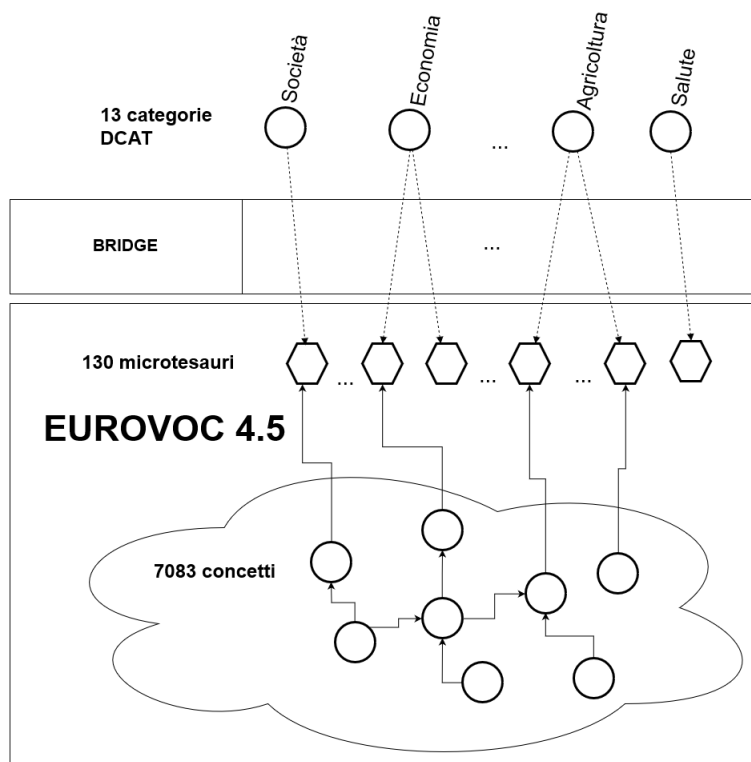 Società
Economia
Agricoltura
Salute
13 categorie
DCAT
...
BRIDGE
...
130 microtesauri
...
...
...
EUROVOC 4.5
7083 concetti